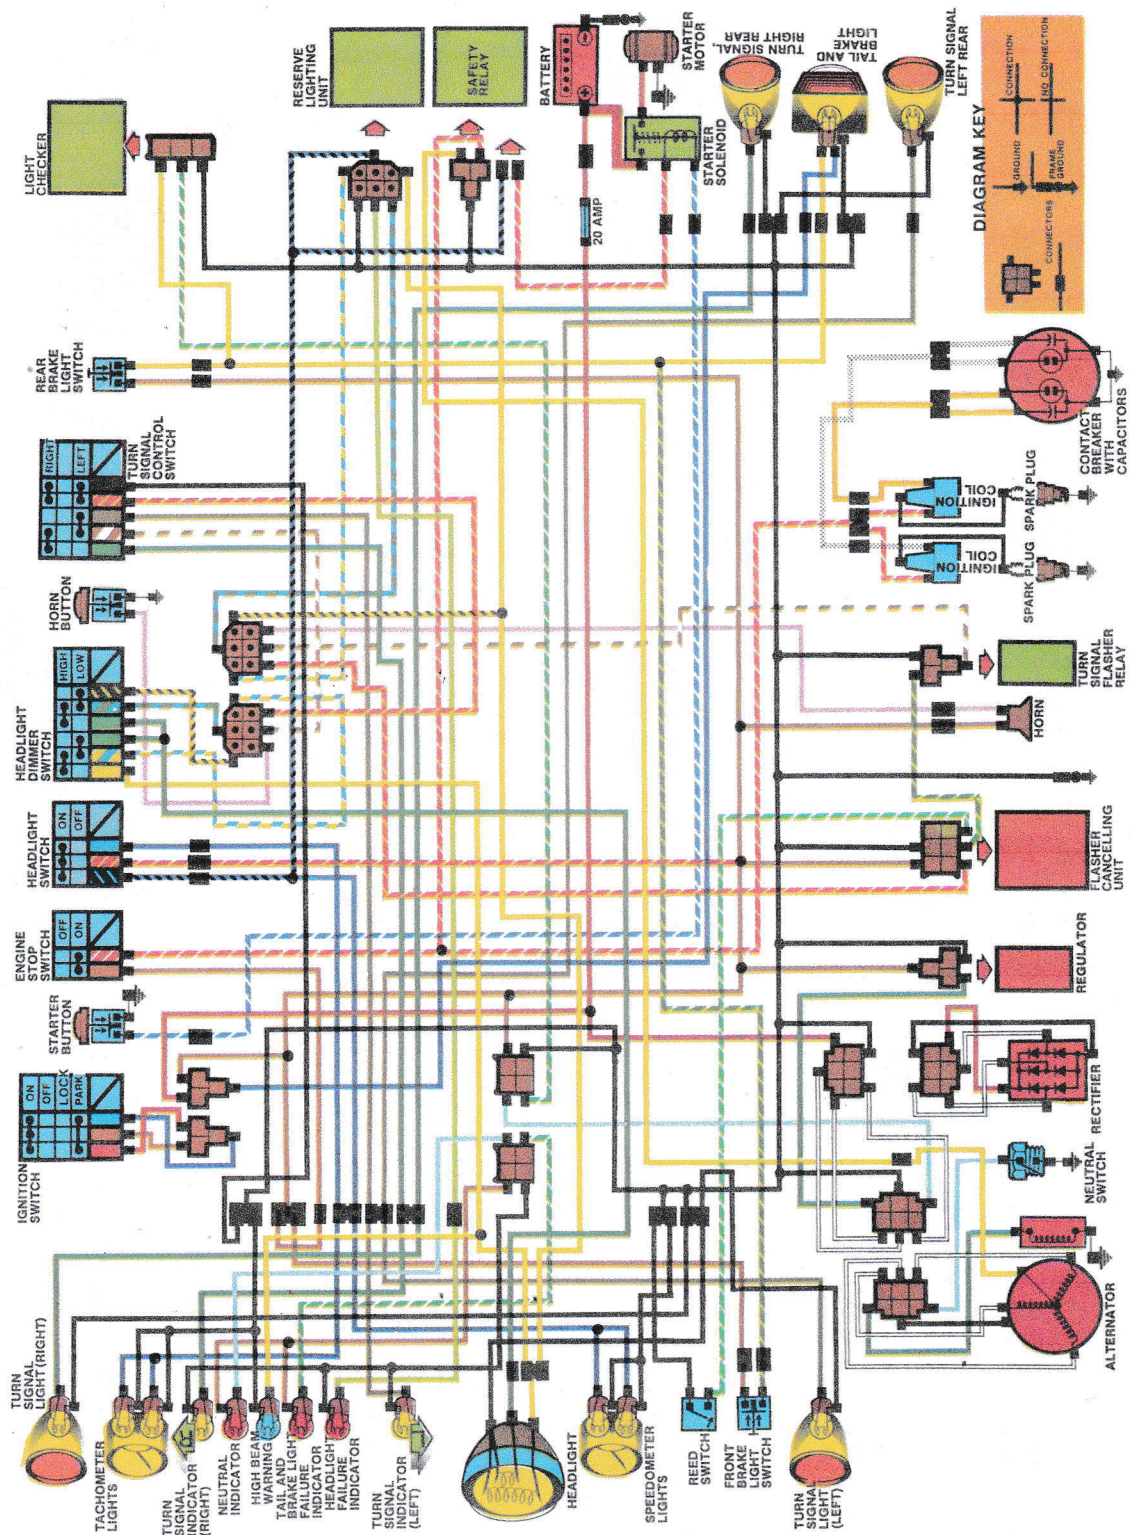 LIGHT
CHECKER
RESERVE
LIGHTING
UNIT
SAFETY
RELAY
BATTERY
STARTER
MOTOR
TURN SIGNAL,
RIGHT REAR
TAIL AND
BRAKE
LIGHT
TURN SIGNAL
LEFT REAR
STARTER
SOLENOID
20 AMP
DIAGRAM KEY
CONNECTORS
GROUND
FRAME
GROUND
CONNECTION
NO CONNECTION
REAR
BRAKE
LIGHT
SWITCH
RIGHT
LEFT
TURN
SIGNAL
CONTROL
SWITCH
HORN
BUTTON
HIGH
LOW
HEADLIGHT
DIMMER
SWITCH
ON
OFF
HEADLIGHT
SWITCH
OFF
ON
ENGINE
STOP
SWITCH
STARTER
BUTTON
ON
OFF
LOCK
PARK
IGNITION
SWITCH
CONTACT
BREAKER
WITH
CAPACITORS
IGNITION
COIL
SPARK PLUG
IGNITION
COIL
SPARK PLUG
TURN
SIGNAL
FLASHER
RELAY
HORN
FLASHER
CANCELLING
UNIT
REGULATOR
RECTIFIER
NEUTRAL
SWITCH
ALTERNATOR
TURN
SIGNAL
LIGHT (RIGHT)
TACHOMETER
LIGHTS
TURN
SIGNAL
INDICATOR
(RIGHT)
NEUTRAL
INDICATOR
HIGH BEAM
WARNING
TAIL AND
BRAKE LIGHT
FAILURE
INDICATOR
HEADLIGHT
FAILURE
INDICATOR
TURN
SIGNAL
INDICATOR
(LEFT)
HEADLIGHT
SPEEDOMETER
LIGHTS
REED
SWITCH
FRONT
BRAKE
LIGHT
SWITCH
TURN
SIGNAL
LIGHT (LEFT)